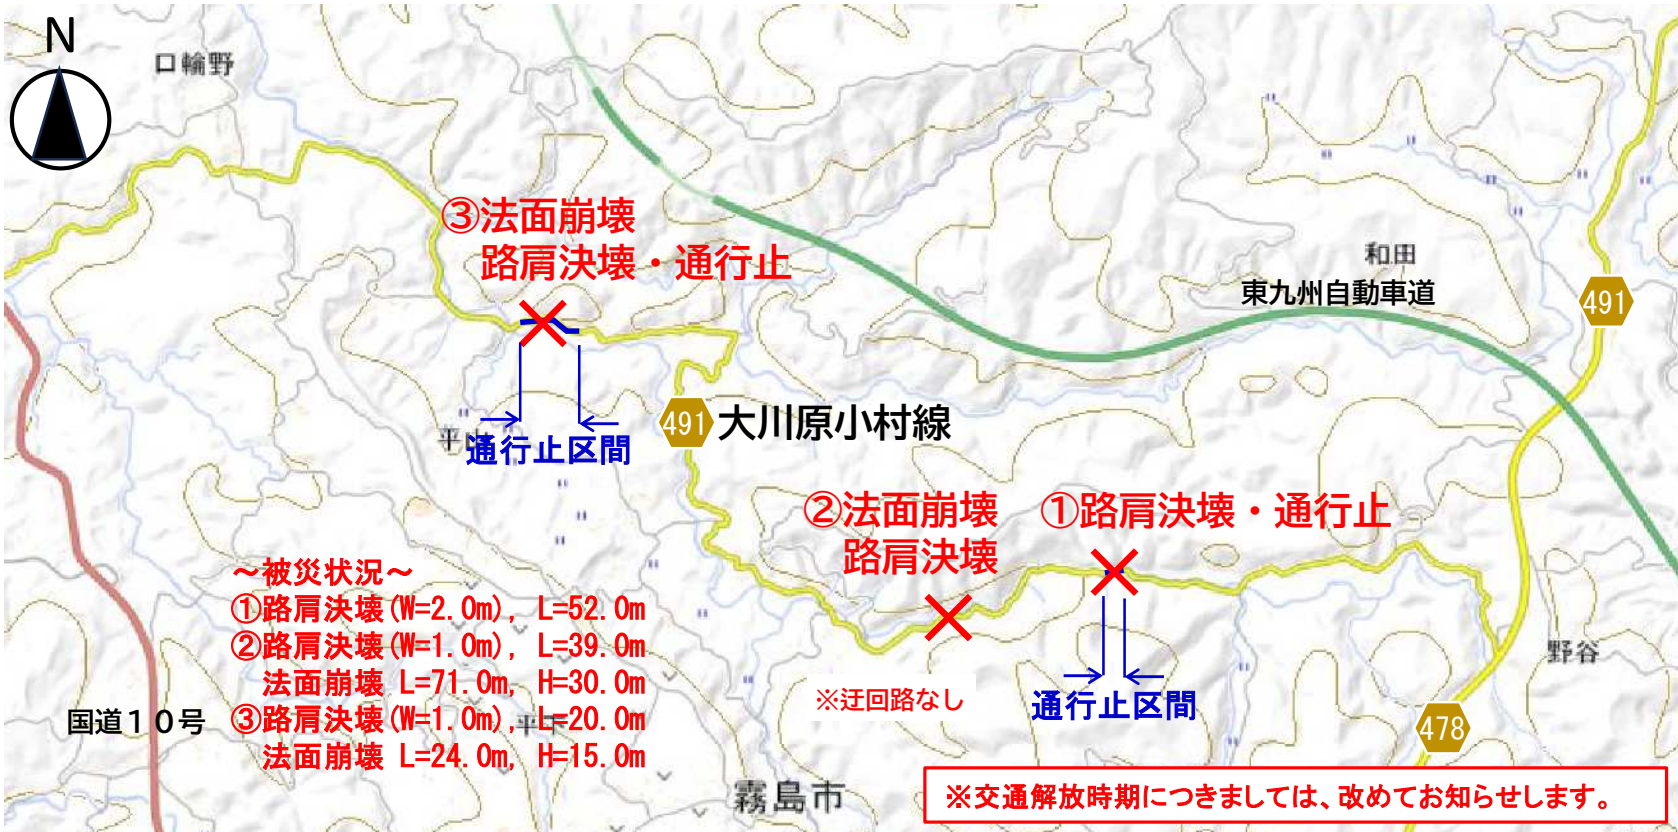 N
口輪野
③法面崩壊
路肩決壊・通行止
和田
東九州自動車道
491
491 大川原小村線
通行止区間
②法面崩壊
路肩決壊
①路肩決壊・通行止
～被災状況～
①路肩決壊(W=2.0m), L=52.0m
②路肩決壊(W=1.0m), L=39.0m
法面崩壊 L=71.0m, H=30.0m
③路肩決壊(W=1.0m), L=20.0m
法面崩壊 L=24.0m, H=15.0m
国道１０号
※迂回路なし
通行止区間
野谷
478
霧島市
※交通解放時期につきましては、改めてお知らせします。